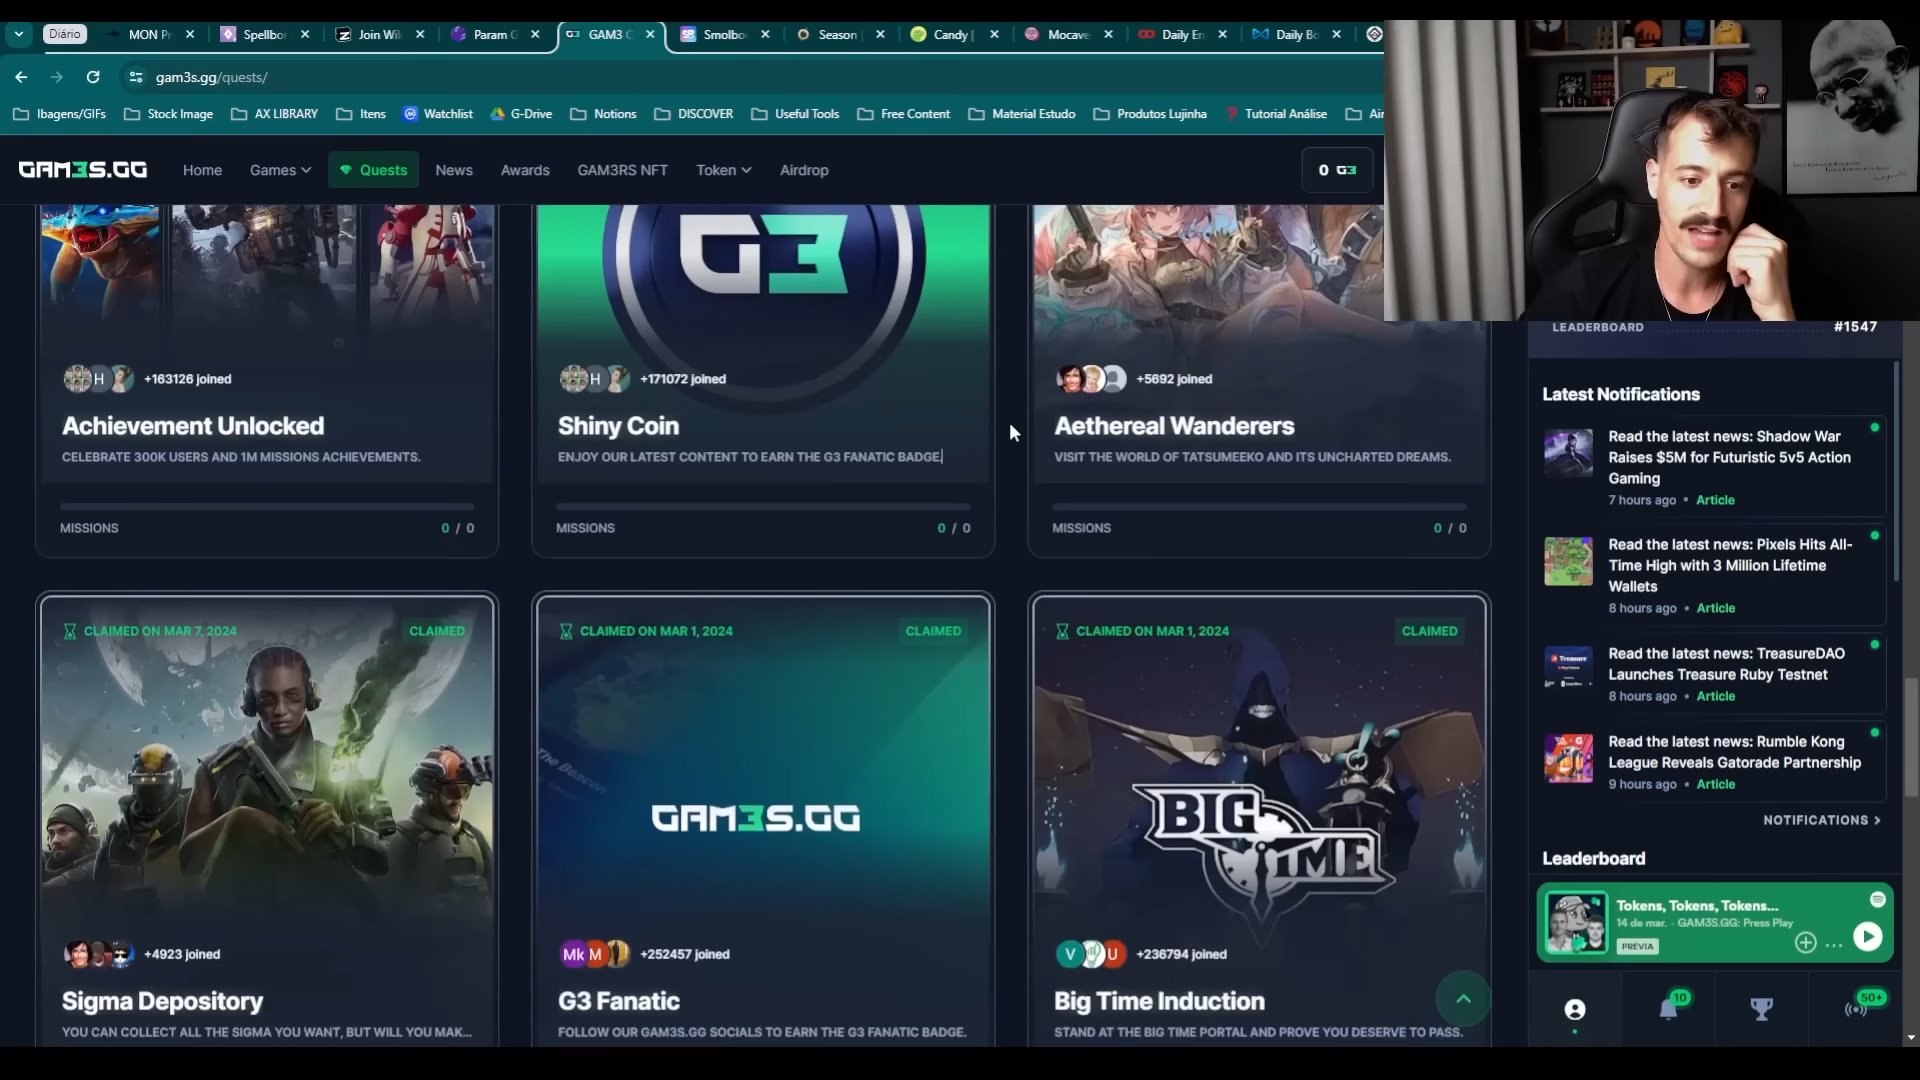 Diário
MON Pr
Spellbor
Join Wil
Param G
GAM3 Q
Smolbo
Season
Candy |
Mocave
Daily En
Daily Bo
gam3s.gg/quests/
Ibagens/GIFs
Stock Image
AX LIBRARY
Itens
Watchlist
G-Drive
Notions
DISCOVER
Useful Tools
Free Content
Material Estudo
Produtos Lujinha
Tutorial Análise
Air
GAM3S.GG
Home
Games
Quests
News
Awards
GAM3RS NFT
Token
Airdrop
0 G3
LEADERBOARD #1547
G3
H
+163126 joined
Achievement Unlocked
CELEBRATE 300K USERS AND 1M MISSIONS ACHIEVEMENTS.
MISSIONS 0 / 0
H
+171072 joined
Shiny Coin
ENJOY OUR LATEST CONTENT TO EARN THE G3 FANATIC BADGE.
MISSIONS 0 / 0
+5692 joined
Aethereal Wanderers
VISIT THE WORLD OF TATSUMEEKO AND ITS UNCHARTED DREAMS.
MISSIONS 0 / 0
CLAIMED ON MAR 7, 2024 CLAIMED
+4923 joined
Sigma Depository
YOU CAN COLLECT ALL THE SIGMA YOU WANT, BUT WILL YOU MAK...
CLAIMED ON MAR 1, 2024 CLAIMED
The Beacon
GAM3S.GG
Mk M
+252457 joined
G3 Fanatic
FOLLOW OUR GAM3S.GG SOCIALS TO EARN THE G3 FANATIC BADGE.
CLAIMED ON MAR 1, 2024 CLAIMED
BIG TIME
V U
+236794 joined
Big Time Induction
STAND AT THE BIG TIME PORTAL AND PROVE YOU DESERVE TO PASS.
Latest Notifications
Read the latest news: Shadow War
Raises $5M for Futuristic 5v5 Action
Gaming
7 hours ago • Article
Read the latest news: Pixels Hits All-
Time High with 3 Million Lifetime
Wallets
8 hours ago • Article
Treasure
Read the latest news: TreasureDAO
Launches Treasure Ruby Testnet
8 hours ago • Article
Read the latest news: Rumble Kong
League Reveals Gatorade Partnership
9 hours ago • Article
NOTIFICATIONS
Leaderboard
Tokens, Tokens, Tokens...
14 de mar. · GAM3S.GG: Press Play
PRÉVIA
10
50+